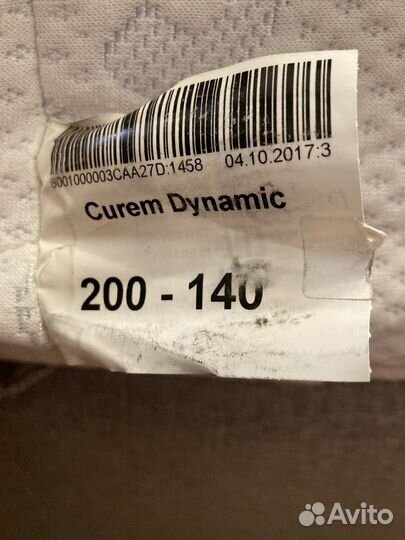 6001000003CAA27D:1458 04.10.2017:3
Curem Dynamic
200 - 140
Avito